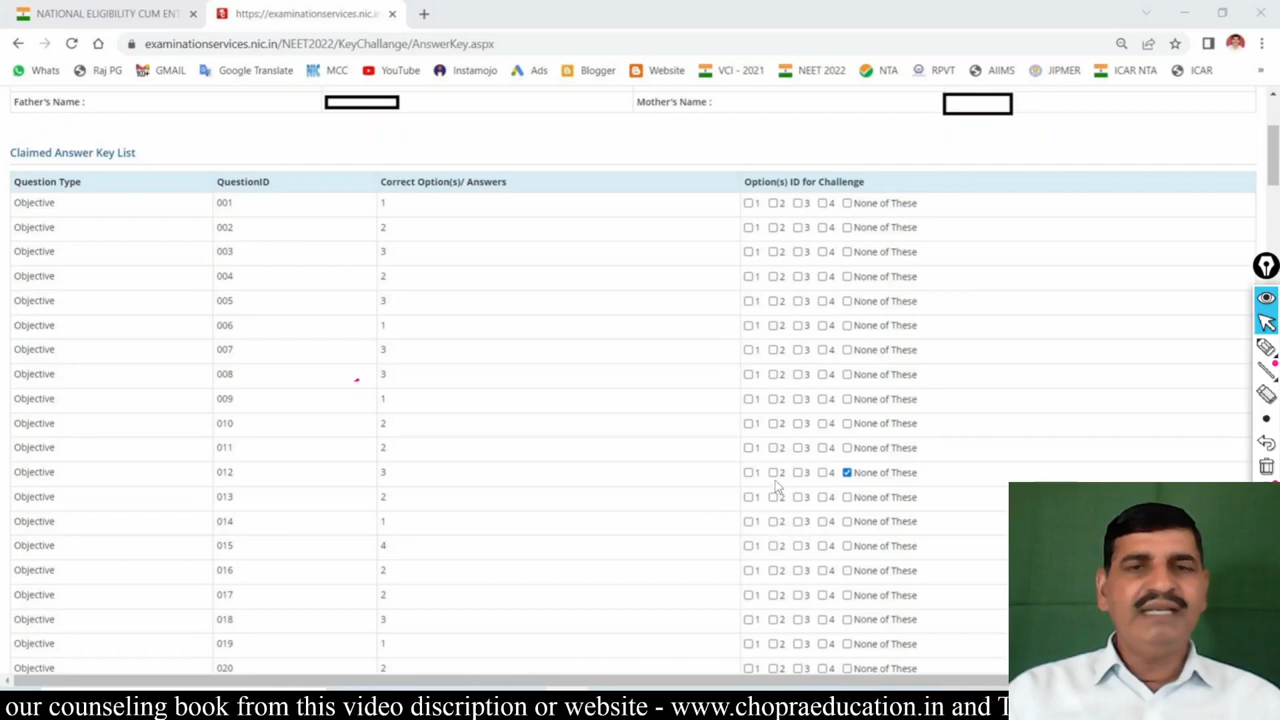 NATIONAL ELIGIBILITY CUM ENT
https://examinationservices.nic.in
examinationservices.nic.in/NEET2022/KeyChallange/AnswerKey.aspx
Whats Raj PG GMAIL Google Translate MCC YouTube Instamojo Ads Blogger Website VCI - 2021 NEET 2022 NTA RPVT AIIMS JIPMER ICAR NTA ICAR »
Father's Name : Mother's Name :
Claimed Answer Key List
Question Type QuestionID Correct Option(s)/ Answers Option(s) ID for Challenge
Objective 001 1 1 2 3 4 None of These
Objective 002 2 1 2 3 4 None of These
Objective 003 3 1 2 3 4 None of These
Objective 004 2 1 2 3 4 None of These
Objective 005 3 1 2 3 4 None of These
Objective 006 1 1 2 3 4 None of These
Objective 007 3 1 2 3 4 None of These
Objective 008 3 1 2 3 4 None of These
Objective 009 1 1 2 3 4 None of These
Objective 010 2 1 2 3 4 None of These
Objective 011 2 1 2 3 4 None of These
Objective 012 3 1 2 3 4 None of These
Objective 013 2 1 2 3 4 None of These
Objective 014 1 1 2 3 4 None of These
Objective 015 4 1 2 3 4 None of These
Objective 016 2 1 2 3 4 None of These
Objective 017 2 1 2 3 4 None of These
Objective 018 3 1 2 3 4 None of These
Objective 019 1 1 2 3 4 None of These
Objective 020 2 1 2 3 4 None of These
our counseling book from this video discription or website - www.chopraeducation.in and T